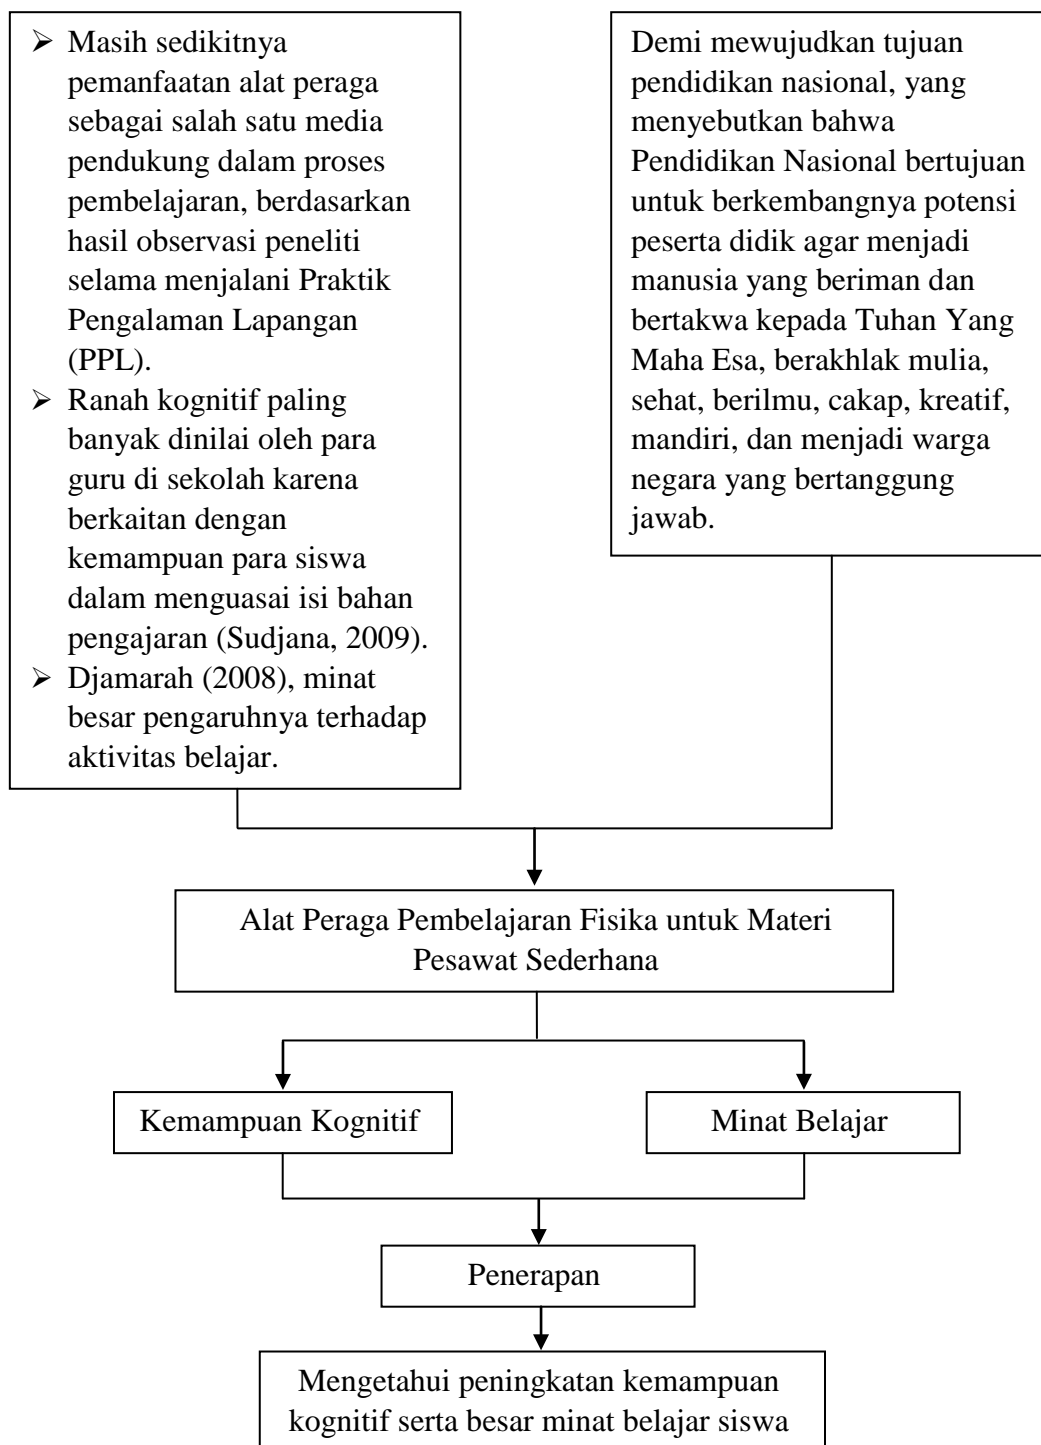 ➢ Masih sedikitnya
pemanfaatan alat peraga
sebagai salah satu media
pendukung dalam proses
pembelajaran, berdasarkan
hasil observasi peneliti
selama menjalani Praktik
Pengalaman Lapangan
(PPL).
➢ Ranah kognitif paling
banyak dinilai oleh para
guru di sekolah karena
berkaitan dengan
kemampuan para siswa
dalam menguasai isi bahan
pengajaran (Sudjana, 2009).
➢ Djamarah (2008), minat
besar pengaruhnya terhadap
aktivitas belajar.
Demi mewujudkan tujuan
pendidikan nasional, yang
menyebutkan bahwa
Pendidikan Nasional bertujuan
untuk berkembangnya potensi
peserta didik agar menjadi
manusia yang beriman dan
bertakwa kepada Tuhan Yang
Maha Esa, berakhlak mulia,
sehat, berilmu, cakap, kreatif,
mandiri, dan menjadi warga
negara yang bertanggung
jawab.
Alat Peraga Pembelajaran Fisika untuk Materi
Pesawat Sederhana
Kemampuan Kognitif
Minat Belajar
Penerapan
Mengetahui peningkatan kemampuan
kognitif serta besar minat belajar siswa